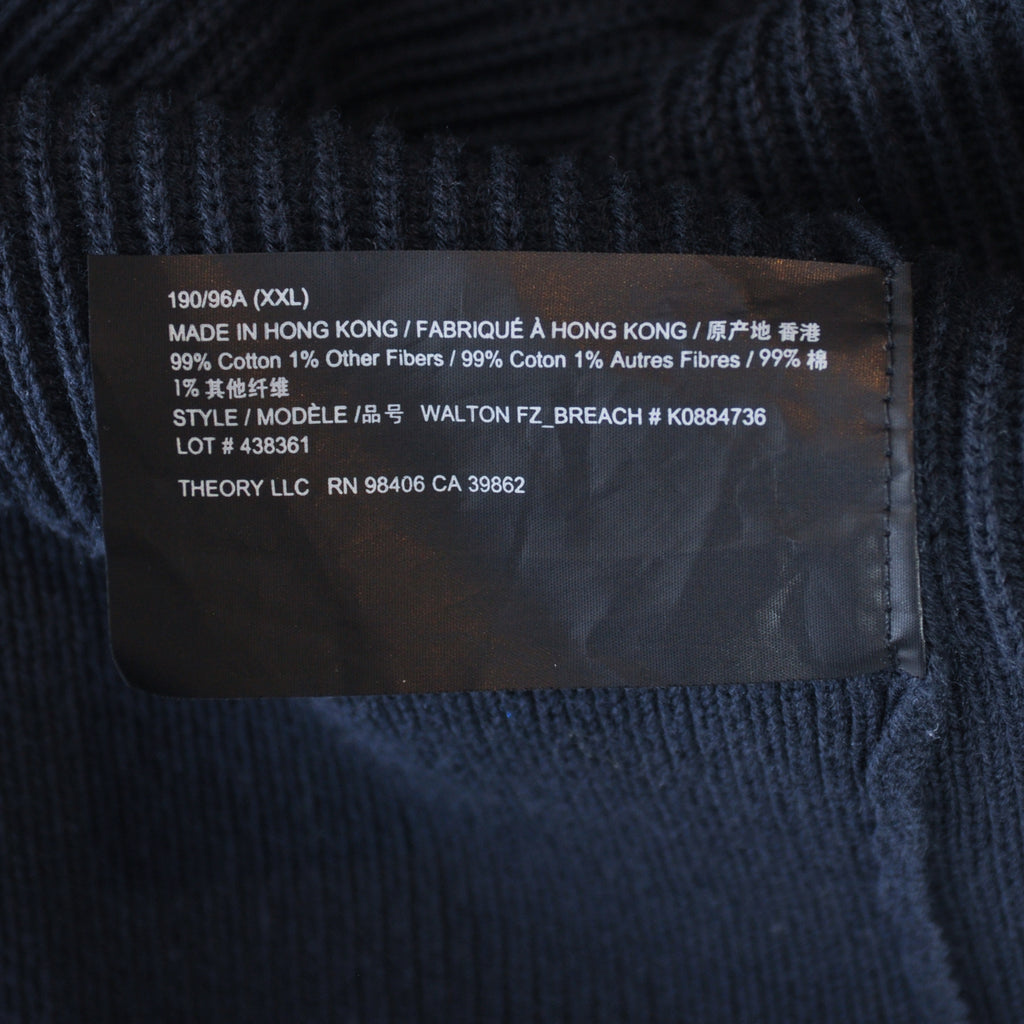 190/96A (XXL)
MADE IN HONG KONG / FABRIQUÉ À HONG KONG / 原产地 香港
99% Cotton 1% Other Fibers / 99% Coton 1% Autres Fibres / 99% 棉
1% 其他纤维
STYLE / MODÈLE /品号 WALTON FZ_BREACH # K0884736
LOT # 438361
THEORY LLC RN 98406 CA 39862